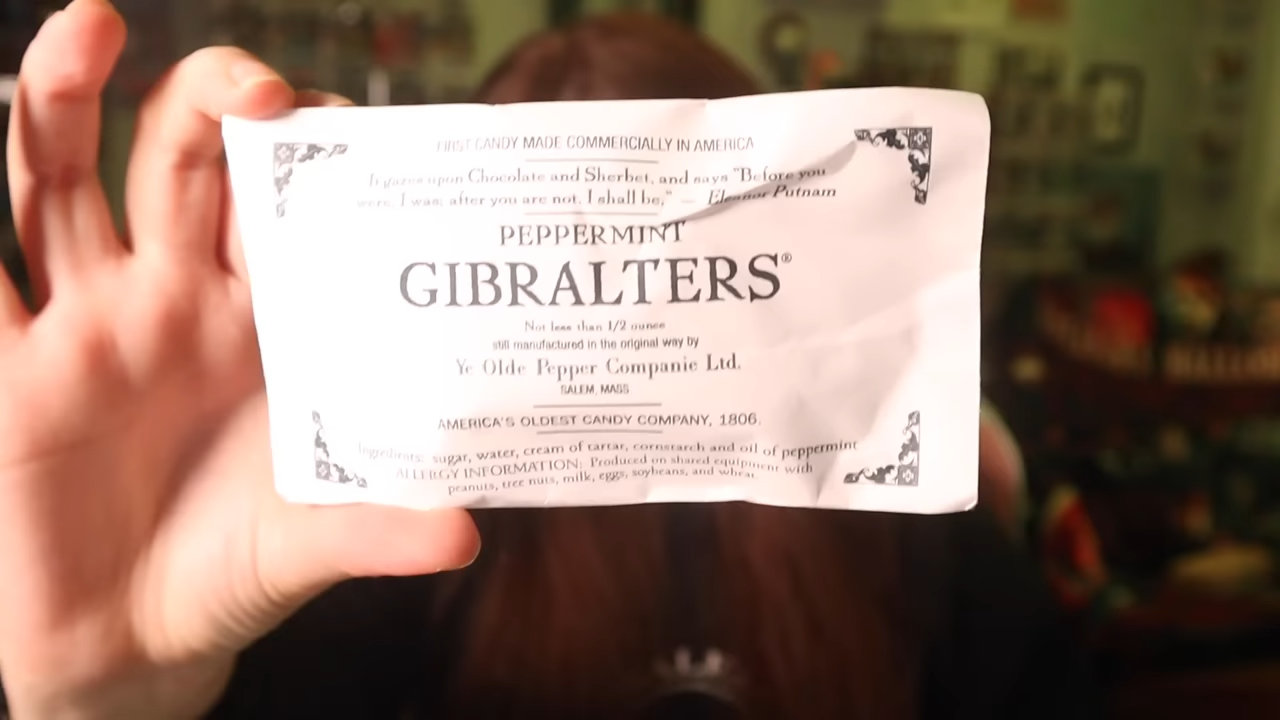 FIRST CANDY MADE COMMERCIALLY IN AMERICA
It gazes upon Chocolate and Sherbet, and says "Before you
were, I was; after you are not, I shall be," — Eleanor Putnam
PEPPERMINT
GIBRALTERS®
Not less than 1/2 ounce
still manufactured in the original way by
Ye Olde Pepper Companie Ltd.
SALEM, MASS
AMERICA'S OLDEST CANDY COMPANY, 1806.
Ingredients: sugar, water, cream of tartar, cornstarch and oil of peppermint
ALLERGY INFORMATION: Produced on shared equipment with
peanuts, tree nuts, milk, eggs, soybeans, and wheat.